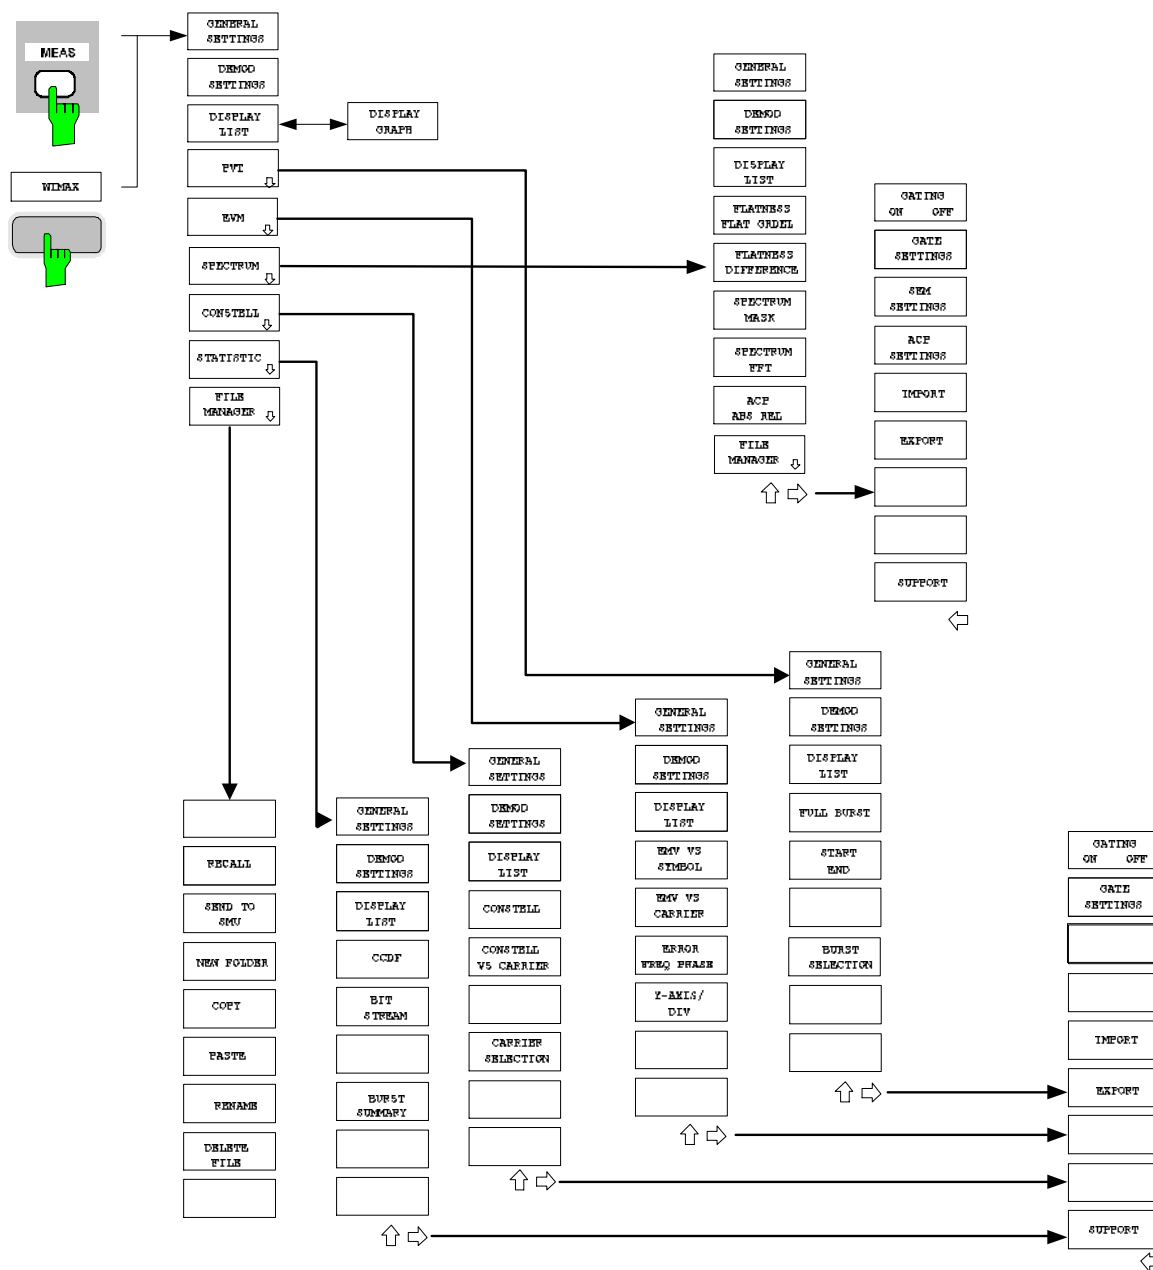 MEAS
WIMAX
GENERAL
SETTINGS
DEMOD
SETTINGS
DISPLAY
LIST
DISPLAY
GRAPH
PVT
EVM
SPECTRUM
CONSTELL
STATISTIC
FILE
MANAGER
GENERAL
SETTINGS
DEMOD
SETTINGS
DISPLAY
LIST
FLATNESS
FLAT GRDEL
FLATNESS
DIFFERENCE
SPECTRUM
MASK
SPECTRUM
FFT
ACP
ABS REL
FILE
MANAGER
GATING
ON OFF
GATE
SETTINGS
SEM
SETTINGS
ACP
SETTINGS
IMPORT
EXPORT
SUPPORT
RECALL
SEND TO
SMU
NEW FOLDER
COPY
PASTE
RENAME
DELETE
FILE
GENERAL
SETTINGS
DEMOD
SETTINGS
DISPLAY
LIST
CCDF
BIT
STREAM
BURST
SUMMARY
GENERAL
SETTINGS
DEMOD
SETTINGS
DISPLAY
LIST
CONSTELL
CONSTELL
VS CARRIER
CARRIER
SELECTION
GENERAL
SETTINGS
DEMOD
SETTINGS
DISPLAY
LIST
EMV VS
SYMBOL
EMV VS
CARRIER
ERROR
FREQ PHASE
Y-AXIS/
DIV
GENERAL
SETTINGS
DEMOD
SETTINGS
DISPLAY
LIST
FULL BURST
START
END
BURST
SELECTION
GATING
ON OFF
GATE
SETTINGS
IMPORT
EXPORT
SUPPORT